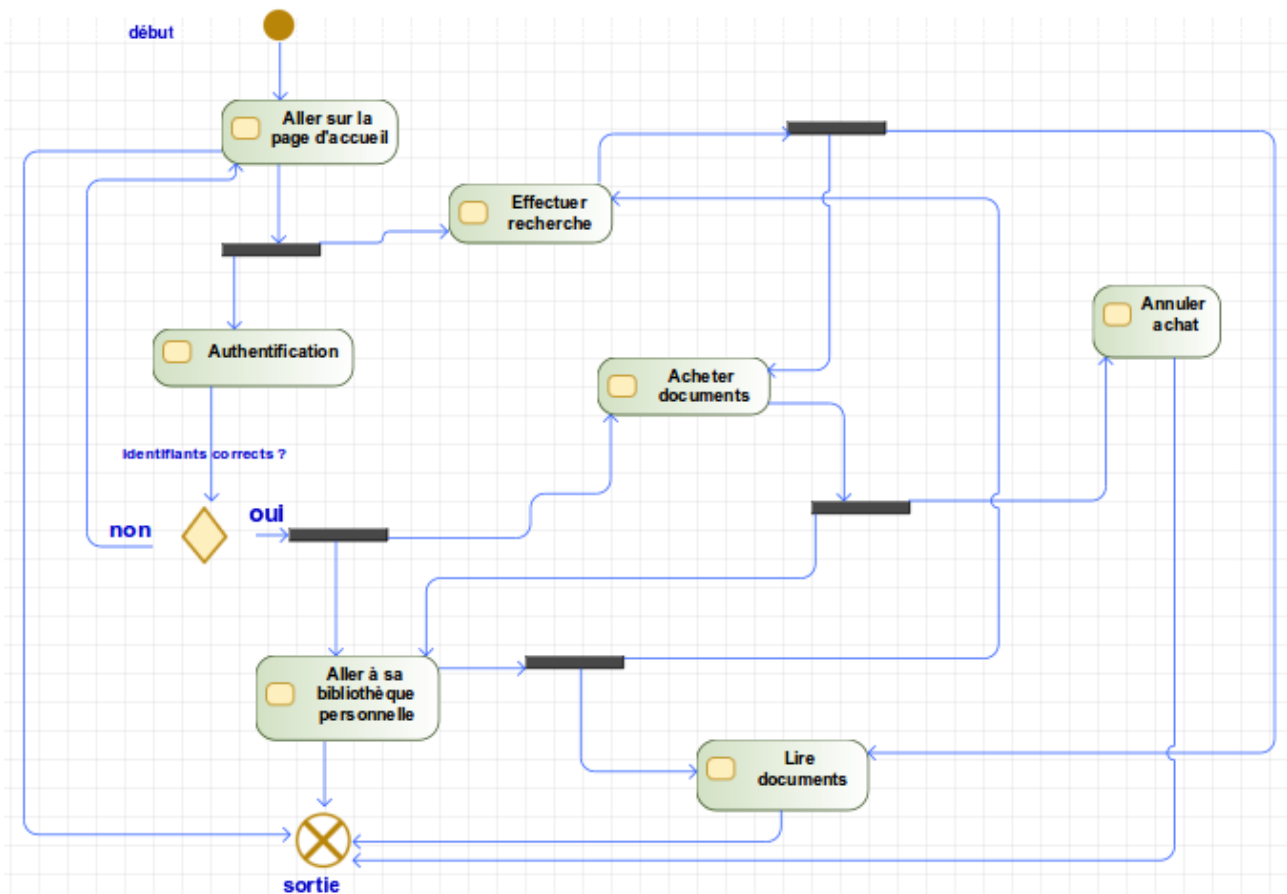 début
Aller sur la
page d'accueil
Effectuer
recherche
Annuler
achat
Authentification
Acheter
documents
Identifiants corrects ?
oui
non
Aller à sa
bibliothèque
personnelle
Lire
documents
sortie